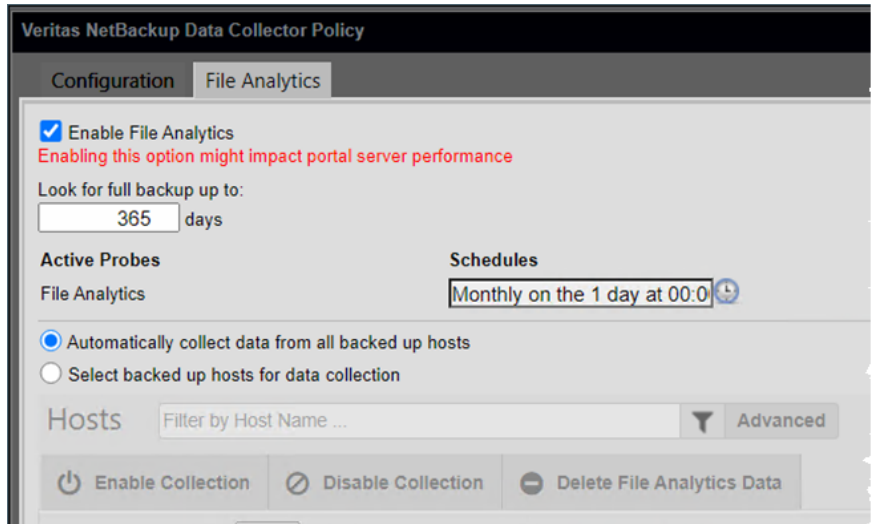 Veritas NetBackup Data Collector Policy
Configuration File Analytics
Enable File Analytics
Enabling this option might impact portal server performance
Look for full backup up to:
365 days
Active Probes Schedules
File Analytics Monthly on the 1 day at 00:0
Automatically collect data from all backed up hosts
Select backed up hosts for data collection
Hosts Filter by Host Name ... Advanced
Enable Collection Disable Collection Delete File Analytics Data